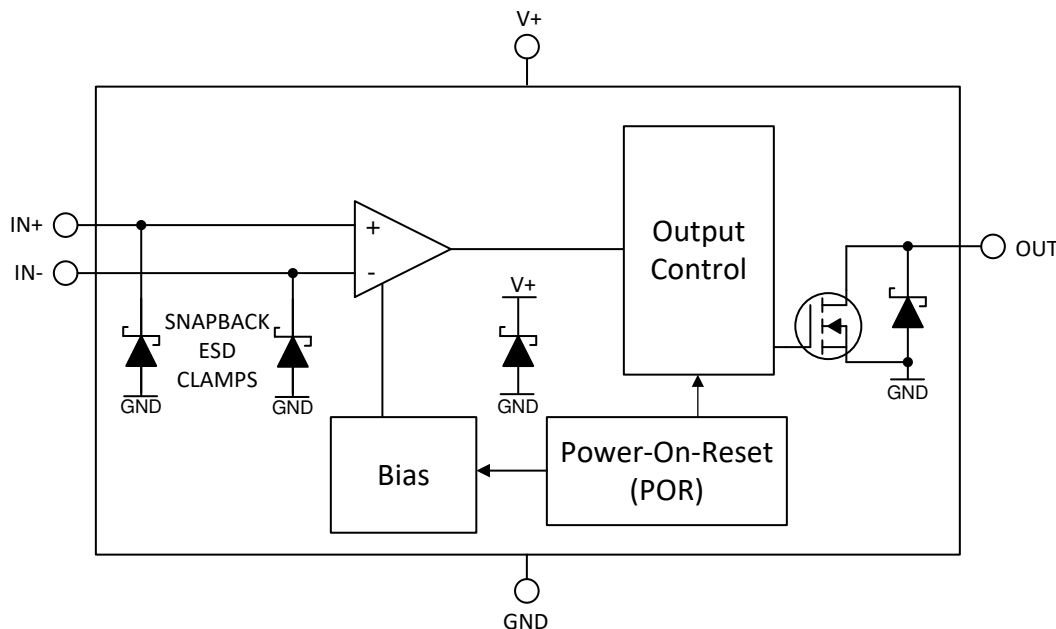 V+
IN+
IN-
+
-
Output
Control
OUT
V+
SNAPBACK
ESD
CLAMPS
GND
GND
GND
GND
Bias
Power-On-Reset
(POR)
GND